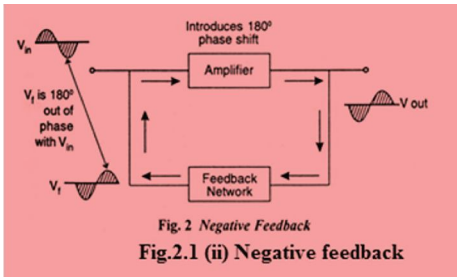 Introduces 180°
phase shift
Vin
Amplifier
Vf is 180°
out of
phase
with Vin
V out
Vf
Feedback
Network
Fig. 2 Negative Feedback
Fig.2.1 (ii) Negative feedback